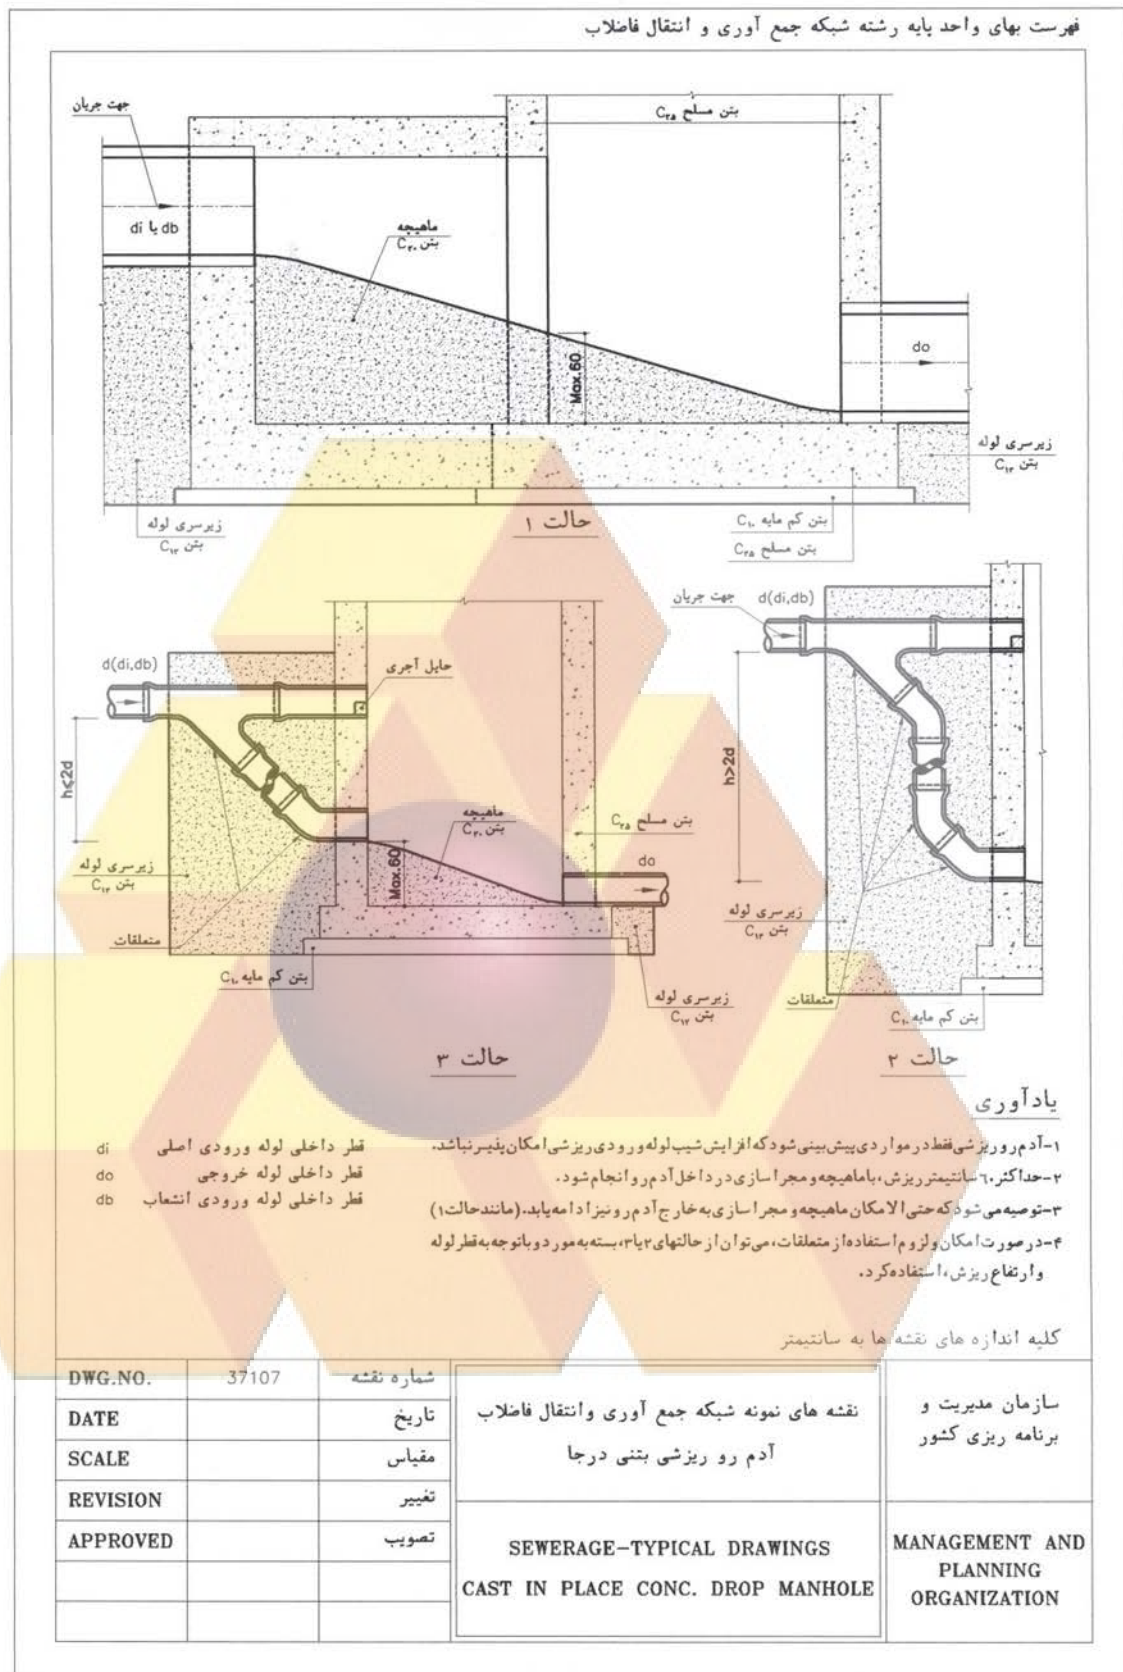 فهرست بهای واحد پایه رشته شبکه جمع آوری و انتقال فاضلاب
جهت جریان
di یا db
ماهیچه
بتن C۲۰
بتن مسلح C۲۵
Max.60
do
زیرسری لوله
بتن C۱۲
زیرسری لوله
بتن C۱۲
حالت ۱
بتن کم مایه C۱۰
بتن مسلح C۲۵
d(di,db)
حایل آجری
h⩽2d
ماهیچه
بتن C۲۰
Max.60
بتن مسلح C۲۵
do
زیرسری لوله
بتن C۱۲
متعلقات
بتن کم مایه C۱۰
زیرسری لوله
بتن C۱۲
حالت ۳
جهت جریان
d(di,db)
h>2d
زیرسری لوله
بتن C۱۲
متعلقات
بتن کم مایه C۱۰
حالت ۲
یادآوری
۱-آدم رو ریزشی فقط در مواردی پیش بینی شود که افزایش شیب لوله ورودی ریزشی امکان پذیر نباشد.
۲-حداکثر ۶۰ سانتیمتر ریزش، با ماهیچه و مجرا سازی در داخل آدم رو انجام شود.
۳-توصیه می شود که حتی الامکان ماهیچه و مجرا سازی به خارج آدم رو نیز ادامه یابد. (مانند حالت ۱)
۴-در صورت امکان و لزوم استفاده از متعلقات، می توان از حالتهای ۲ یا ۳، بسته به مورد و با توجه به قطر لوله
و ارتفاع ریزش، استفاده کرد.
قطر داخلی لوله ورودی اصلی di
قطر داخلی لوله خروجی do
قطر داخلی لوله ورودی انشعاب db
کلیه اندازه های نقشه ها به سانتیمتر
DWG.NO. 37107 شماره نقشه
DATE تاریخ
SCALE مقیاس
REVISION تغییر
APPROVED تصویب
نقشه های نمونه شبکه جمع آوری وانتقال فاضلاب
آدم رو ریزشی بتنی درجا
SEWERAGE-TYPICAL DRAWINGS
CAST IN PLACE CONC. DROP MANHOLE
سازمان مدیریت و
برنامه ریزی کشور
MANAGEMENT AND
PLANNING
ORGANIZATION